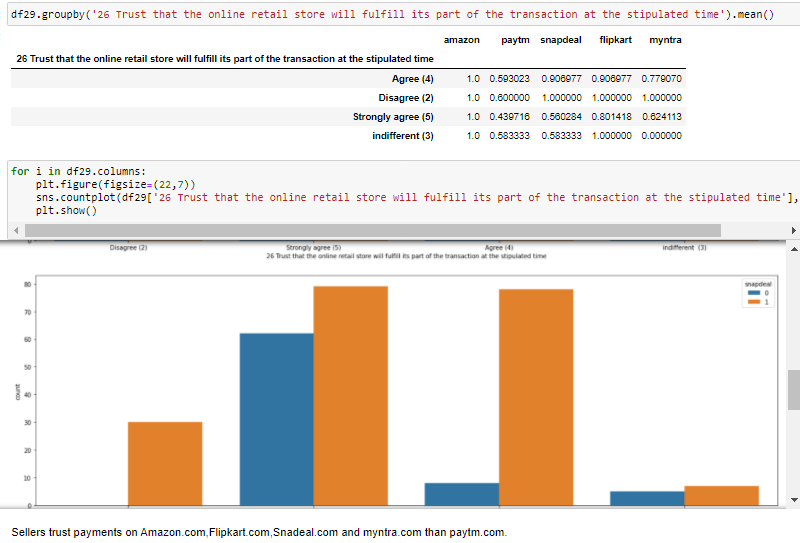 df29.groupby('26 Trust that the online retail store will fulfill its part of the transaction at the stipulated time').mean()
amazon paytm snapdeal flipkart myntra
26 Trust that the online retail store will fulfill its part of the transaction at the stipulated time
Agree (4) 1.0 0.593023 0.906977 0.906977 0.779070
Disagree (2) 1.0 0.600000 1.000000 1.000000 1.000000
Strongly agree (5) 1.0 0.439716 0.560284 0.801418 0.624113
indifferent (3) 1.0 0.583333 0.583333 1.000000 0.000000
for i in df29.columns:
plt.figure(figsize=(22,7))
sns.countplot(df29['26 Trust that the online retail store will fulfill its part of the transaction at the stipulated time'],
plt.show()
Disagree (2) Strongly agree (5) Agree (4) indifferent (3)
26 Trust that the online retail store will fulfill its part of the transaction at the stipulated time
snapdeal
0
1
80
70
60
50
count
40
30
20
10
0
Sellers trust payments on Amazon.com,Flipkart.com,Snadeal.com and myntra.com than paytm.com.